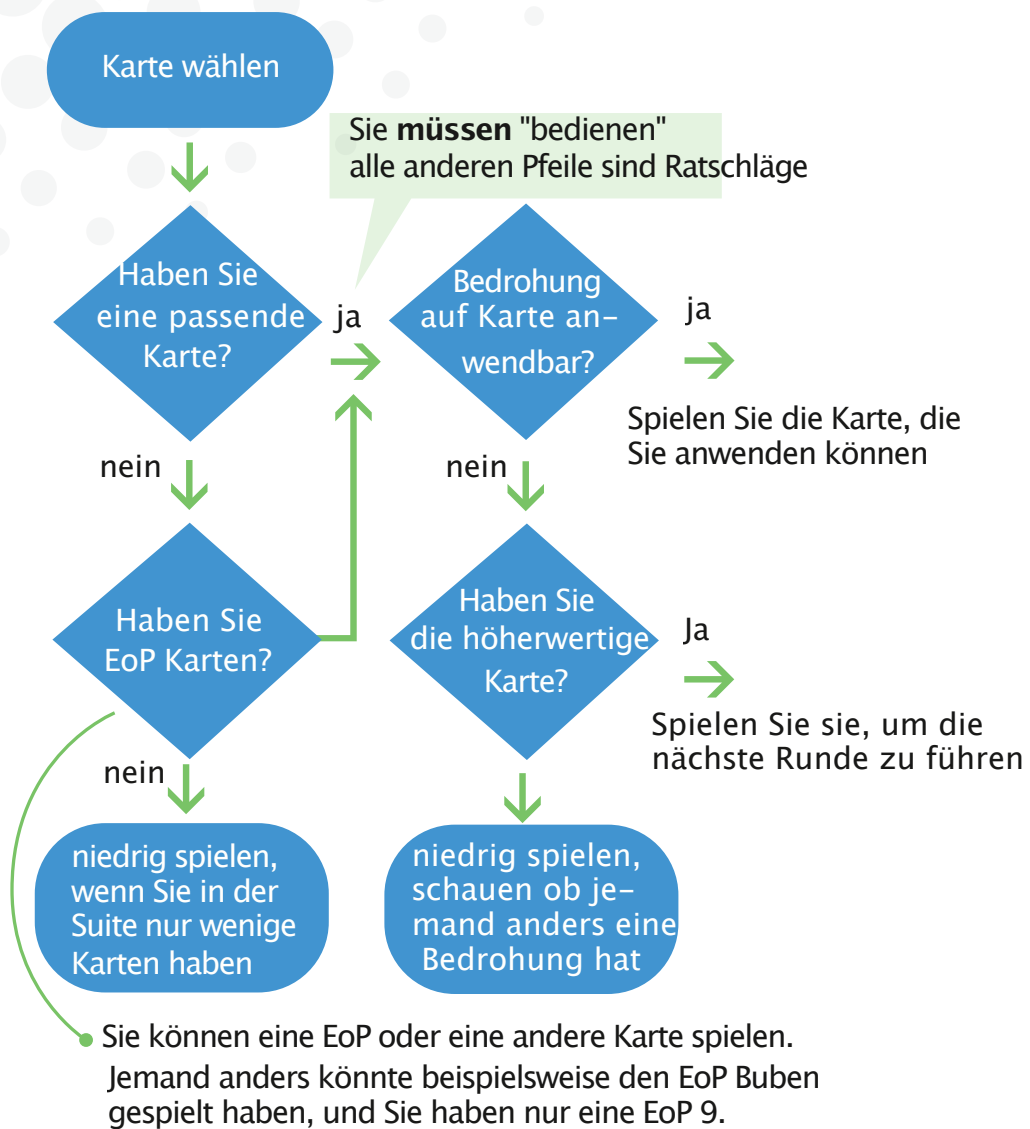 Karte wählen
Sie müssen "bedienen"
alle anderen Pfeile sind Ratschläge
Haben Sie
eine passende
Karte?
ja
Bedrohung
auf Karte an-
wendbar?
ja
Spielen Sie die Karte, die
Sie anwenden können
nein
nein
Haben Sie
EoP Karten?
Haben Sie
die höherwertige
Karte?
Ja
Spielen Sie sie, um die
nächste Runde zu führen
nein
niedrig spielen,
wenn Sie in der
Suite nur wenige
Karten haben
niedrig spielen,
schauen ob je-
mand anders eine
Bedrohung hat
Sie können eine EoP oder eine andere Karte spielen.
Jemand anders könnte beispielsweise den EoP Buben
gespielt haben, und Sie haben nur eine EoP 9.